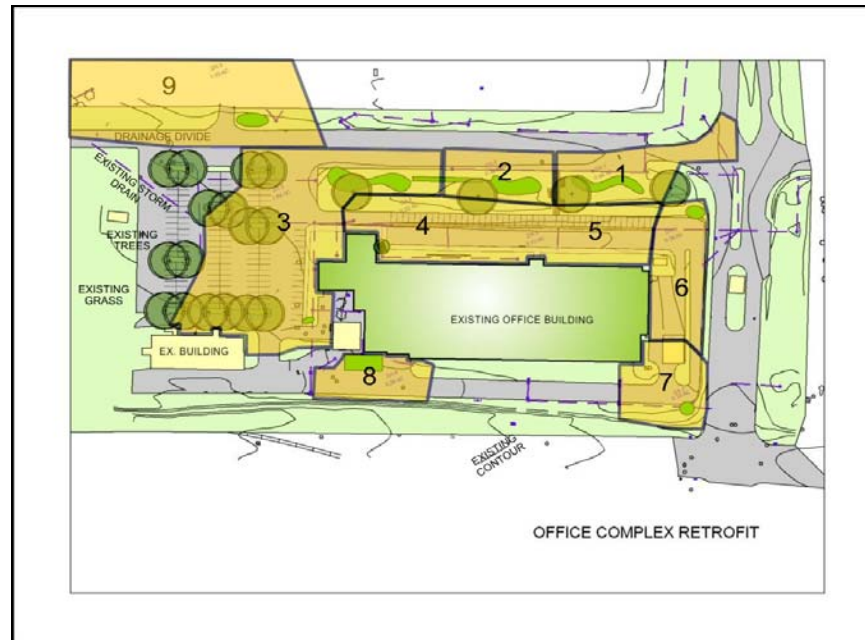 9
DRAINAGE DIVIDE
EXISTING STORM
DRAIN
2
1
3
4
5
EXISTING
TREES
EXISTING
GRASS
6
EXISTING OFFICE BUILDING
EX. BUILDING
8
7
EXISTING
CONTOUR
OFFICE COMPLEX RETROFIT